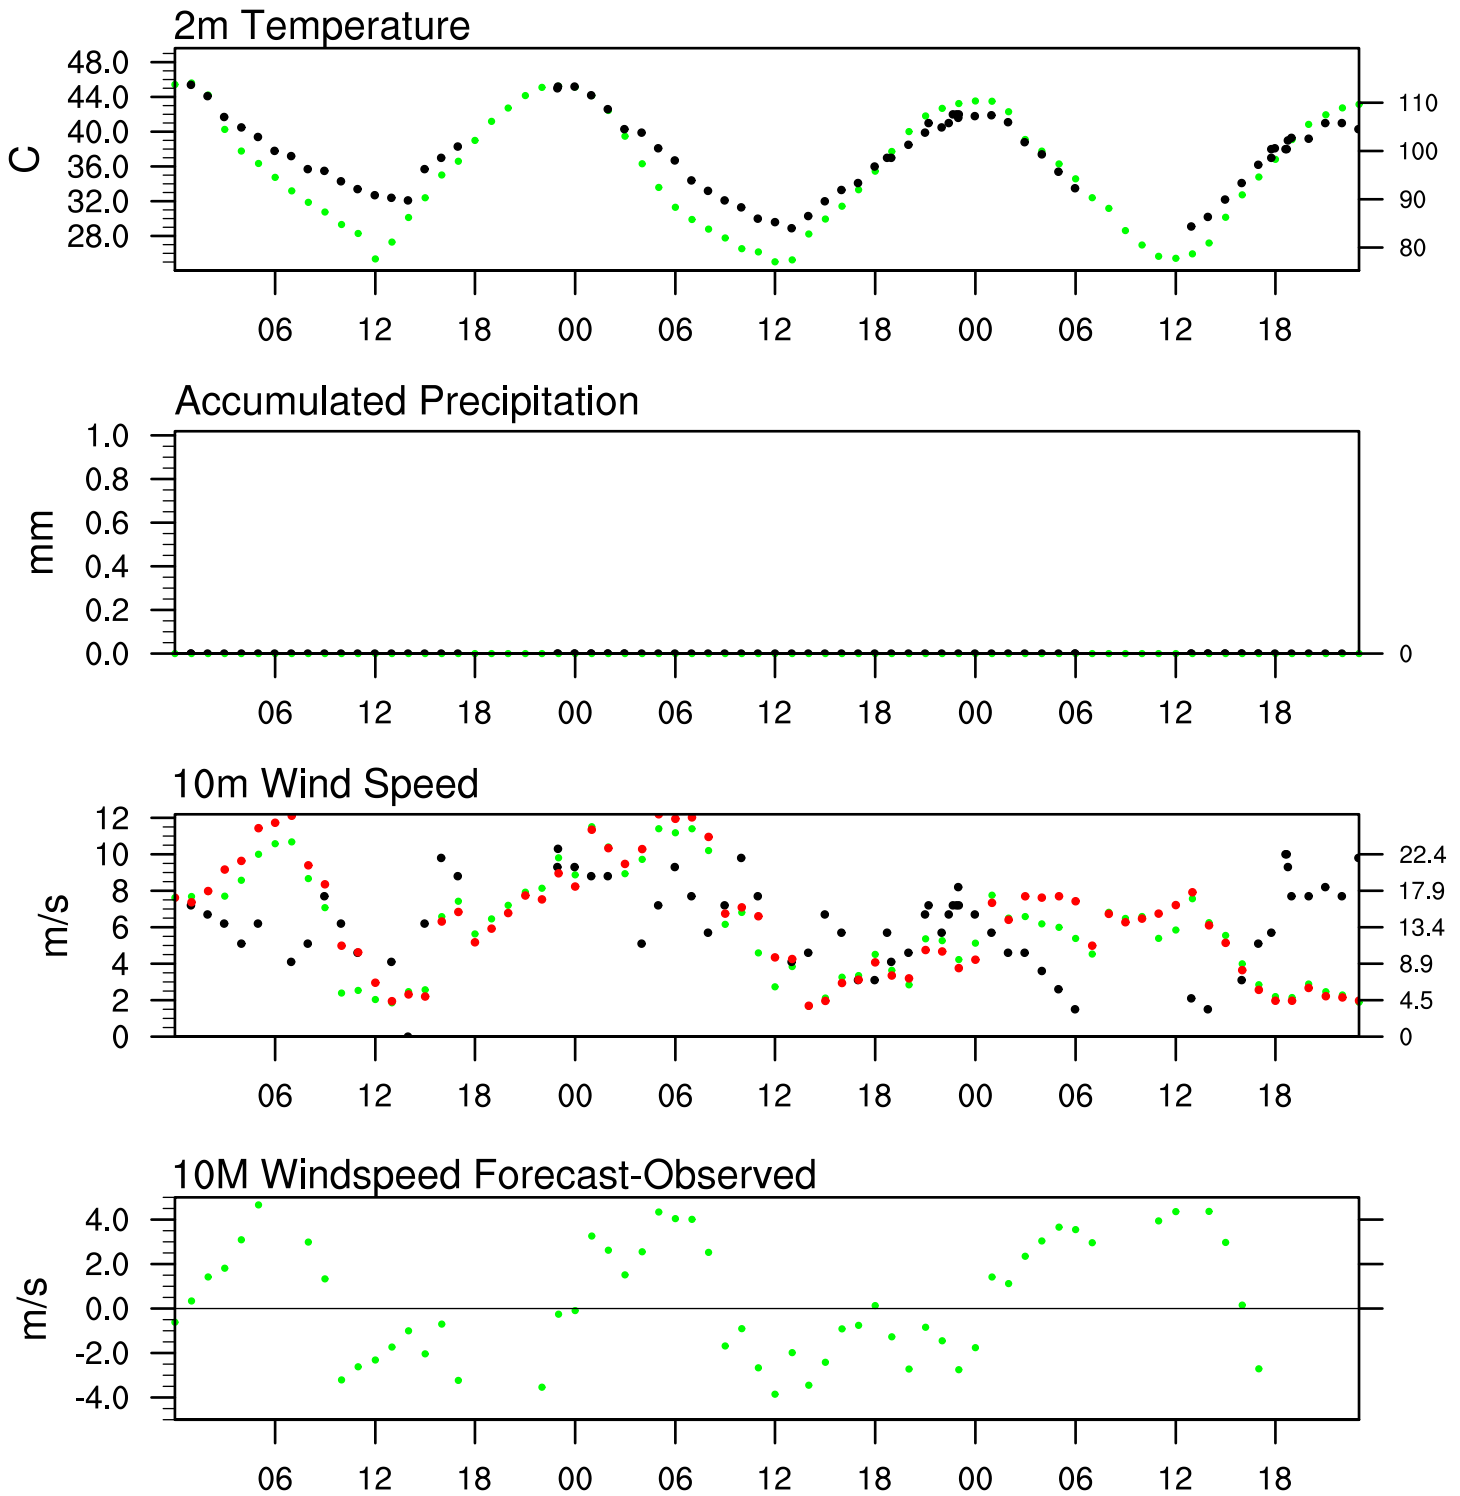 2m Temperature
48.0
44.0
40.0
36.0
32.0
28.0
C
110
100
90
80
06 12 18 00 06 12 18 00 06 12 18
Accumulated Precipitation
1.0
0.8
0.6
0.4
0.2
0.0
mm
0
06 12 18 00 06 12 18 00 06 12 18
10m Wind Speed
12
10
8
6
4
2
0
m/s
22.4
17.9
13.4
8.9
4.5
0
06 12 18 00 06 12 18 00 06 12 18
10M Windspeed Forecast-Observed
4.0
2.0
0.0
-2.0
-4.0
m/s
06 12 18 00 06 12 18 00 06 12 18